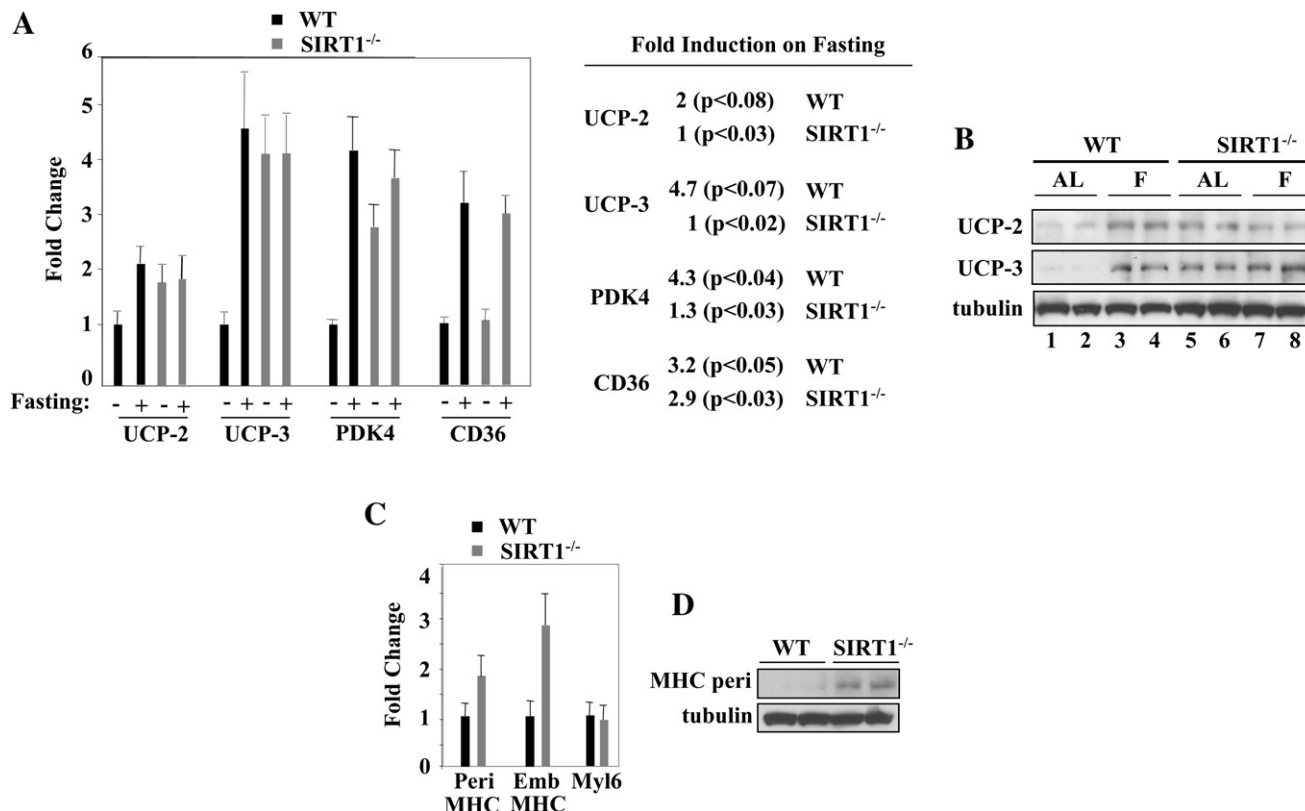 A
WT
SIRT1-/-
Fold Change
6
5
4
3
2
1
0
Fasting: - + - + - + - + - + - + - + - +
UCP-2 UCP-3 PDK4 CD36
Fold Induction on Fasting
UCP-2
2 (p<0.08) WT
1 (p<0.03) SIRT1-/-
UCP-3
4.7 (p<0.07) WT
1 (p<0.02) SIRT1-/-
PDK4
4.3 (p<0.04) WT
1.3 (p<0.03) SIRT1-/-
CD36
3.2 (p<0.05) WT
2.9 (p<0.03) SIRT1-/-
B
WT SIRT1-/-
AL F AL F
UCP-2
UCP-3
tubulin
1 2 3 4 5 6 7 8
C
WT
SIRT1-/-
Fold Change
4
3
2
1
0
Peri Emb Myl6
MHC MHC
D
WT SIRT1-/-
MHC peri
tubulin